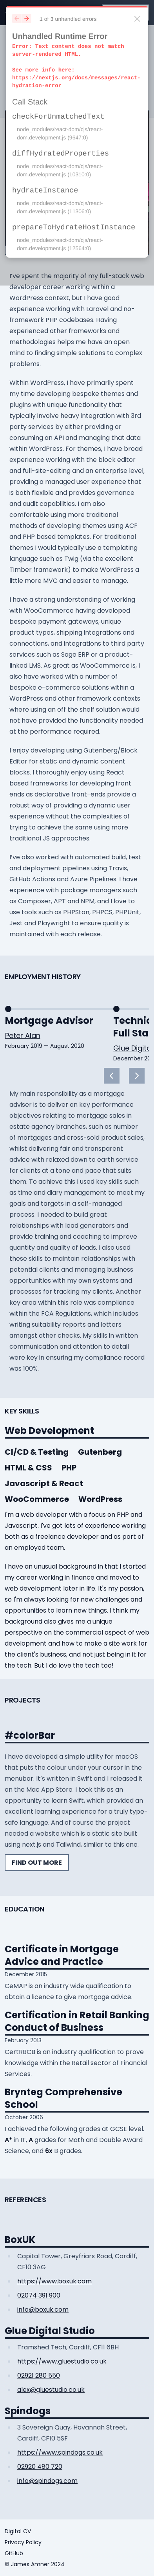 1 of 3 unhandled errors
Unhandled Runtime Error
Error: Text content does not match
server-rendered HTML.
See more info here:
https://nextjs.org/docs/messages/react-
hydration-error
Call Stack
checkForUnmatchedText
node_modules/react-dom/cjs/react-
dom.development.js (9647:0)
diffHydratedProperties
node_modules/react-dom/cjs/react-
dom.development.js (10310:0)
hydrateInstance
node_modules/react-dom/cjs/react-
dom.development.js (11306:0)
prepareToHydrateHostInstance
node_modules/react-dom/cjs/react-
dom.development.js (12564:0)
I've spent the majority of my full-stack web
developer career working within a
WordPress context, but I have good
experience working with Laravel and no-
framework PHP codebases. Having
experienced other frameworks and
methodologies helps me have an open
mind to finding simple solutions to complex
problems.
Within WordPress, I have primarily spent
my time developing bespoke themes and
plugins with unique functionality that
typically involve heavy integration with 3rd
party services by either providing or
consuming an API and managing that data
within WordPress. For themes, I have broad
experience working with the block editor
and full-site-editing and at enterprise level,
providing a managed user experience that
is both flexible and provides governance
and audit capabilities. I am also
comfortable using more traditional
methods of developing themes using ACF
and PHP based templates. For traditional
themes I would typically use a templating
language such as Twig (via the excellent
Timber framework) to make WordPress a
little more MVC and easier to manage.
I have a strong understanding of working
with WooCommerce having developed
bespoke payment gateways, unique
product types, shipping integrations and
connections, and integrations to third party
services such as Sage ERP or a product-
linked LMS. As great as WooCommerce is, I
also have worked with a number of
bespoke e-commerce solutions within a
WordPress and other framework contexts
where using an off the shelf solution would
not have provided the functionality needed
at the performance required.
I enjoy developing using Gutenberg/Block
Editor for static and dynamic content
blocks. I thoroughly enjoy using React
based frameworks for developing front
ends as declarative front-ends provide a
robust way of providing a dynamic user
experience without the complexities of
trying to achieve the same using more
traditional JS approaches.
I've also worked with automated build, test
and deployment pipelines using Travis,
GitHub Actions and Azure Pipelines. I have
experience with package managers such
as Composer, APT and NPM, and I love to
use tools such as PHPStan, PHPCS, PHPUnit,
Jest and Playwright to ensure quality is
maintained with each release.
EMPLOYMENT HISTORY
Mortgage Advisor
Peter Alan
February 2019 — August 2020
My main responsibility as a mortgage
adviser is to deliver on key performance
objectives relating to mortgage sales in
estate agency branches, such as number
of mortgages and cross-sold product sales,
whilst delivering fair and transparent
advice with relaxed down to earth service
for clients at a tone and pace that suits
them. To achieve this I used key skills such
as time and diary management to meet my
goals and targets in a self-managed
process. I needed to build great
relationships with lead generators and
provide training and coaching to improve
quantity and quality of leads. I also used
these skills to maintain relationships with
potential clients and managing business
opportunities within my own systems and
processes for tracking my clients. Another
key area within this role was compliance
within the FCA Regulations, which includes
writing suitability reports and letters
amongst other checks. My skills in written
communication and attention to detail
were key in ensuring my compliance record
was 100%.
KEY SKILLS
Web Development
CI/CD & Testing Gutenberg
HTML & CSS PHP
Javascript & React
WooCommerce WordPress
I'm a web developer with a focus on PHP and
Javascript. I've got lots of experience working
both as a freelance developer and as part of
an employed team.
I have an unusual background in that I started
my career working in finance and moved to
web development later in life. It's my passion,
so I'm always looking for new challenges and
opportunities to learn new things. I think my
background also gives me a unique
perspective on the commercial aspect of web
development and how to make a site work for
the client's business, and not just being in it for
the tech. But I do love the tech too!
PROJECTS
#colorBar
I have developed a simple utility for macOS
that puts the colour under your cursor in the
menubar. It's written in Swift and I released it
on the Mac App Store. I took this as an
opportunity to learn Swift, which provided an
excellent learning experience for a truly type-
safe language. And of course the project
needed a website which is a static site built
using next.js and Tailwind, similar to this one.
FIND OUT MORE
EDUCATION
Certificate in Mortgage
Advice and Practice
December 2015
CeMAP is an industry wide qualification to
obtain a licence to give mortgage advice.
Certification in Retail Banking
Conduct of Business
February 2013
CertRBCB is an industry qualification to prove
knowledge within the Retail sector of Financial
Services.
Brynteg Comprehensive
School
October 2006
I achieved the following grades at GCSE level.
A* in IT, A grades for Math and Double Award
Science, and 6x B grades.
REFERENCES
BoxUK
Capital Tower, Greyfriars Road, Cardiff,
CF10 3AG
https://www.boxuk.com
02074 391 900
info@boxuk.com
Glue Digital Studio
Tramshed Tech, Cardiff, CF11 6BH
https://www.gluestudio.co.uk
02921 280 550
alex@gluestudio.co.uk
Spindogs
3 Sovereign Quay, Havannah Street,
Cardiff, CF10 5SF
https://www.spindogs.co.uk
02920 480 720
info@spindogs.com
Digital CV
Privacy Policy
GitHub
© James Amner 2024